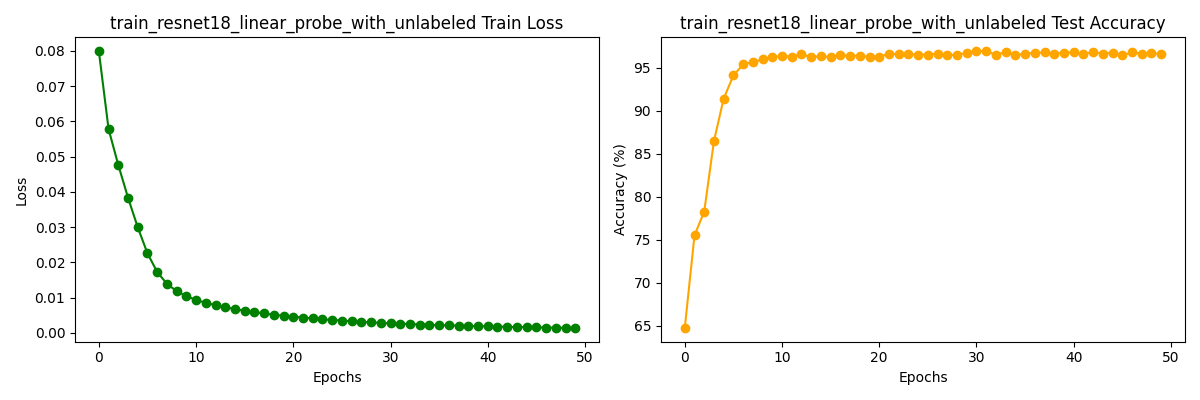 train_resnet18_linear_probe_with_unlabeled Train Loss
0.08
0.07
0.06
0.05
0.04
0.03
0.02
0.01
0.00
Loss
0 10 20 30 40 50
Epochs
train_resnet18_linear_probe_with_unlabeled Test Accuracy
95
90
85
80
75
70
65
Accuracy (%)
0 10 20 30 40 50
Epochs